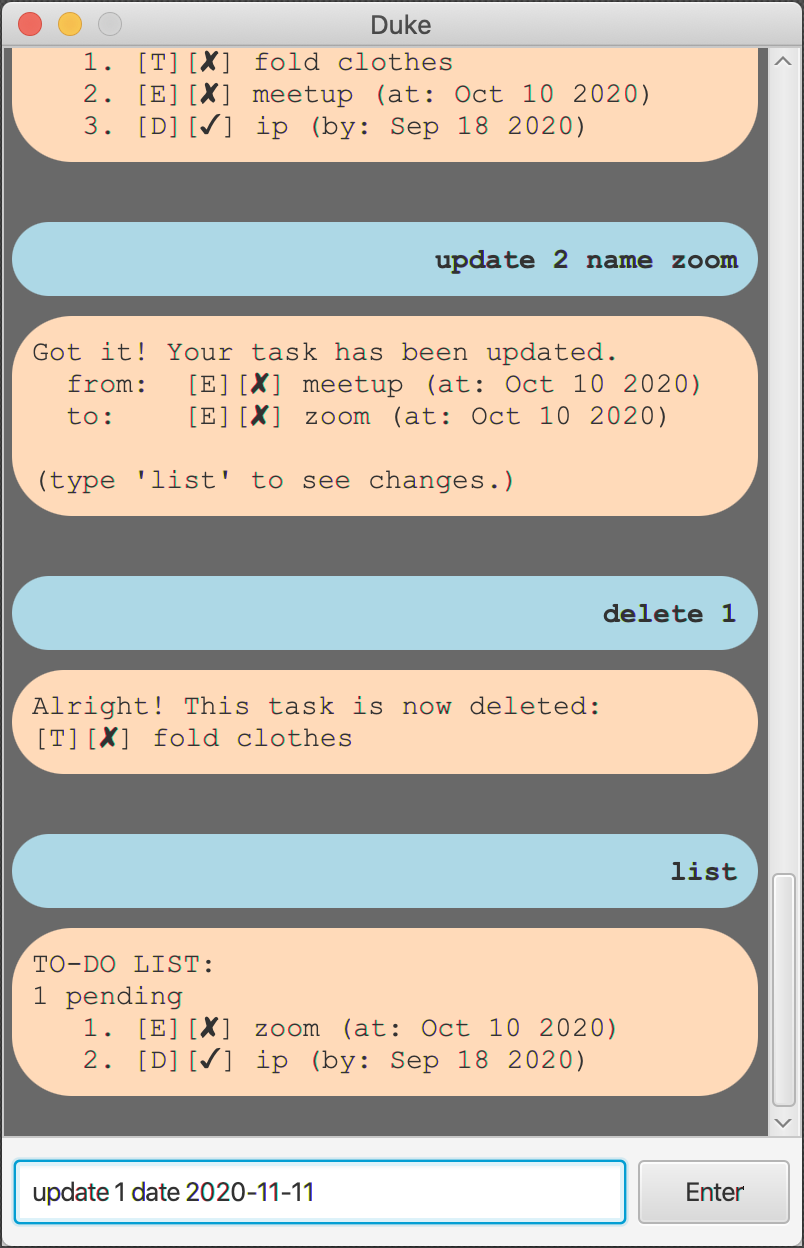 Duke
1. [T][✘] fold clothes
2. [E][✘] meetup (at: Oct 10 2020)
3. [D][✓] ip (by: Sep 18 2020)
update 2 name zoom
Got it! Your task has been updated.
from: [E][✘] meetup (at: Oct 10 2020)
to: [E][✘] zoom (at: Oct 10 2020)
(type 'list' to see changes.)
delete 1
Alright! This task is now deleted:
[T][✘] fold clothes
list
TO-DO LIST:
1 pending
1. [E][✘] zoom (at: Oct 10 2020)
2. [D][✓] ip (by: Sep 18 2020)
update 1 date 2020-11-11
Enter